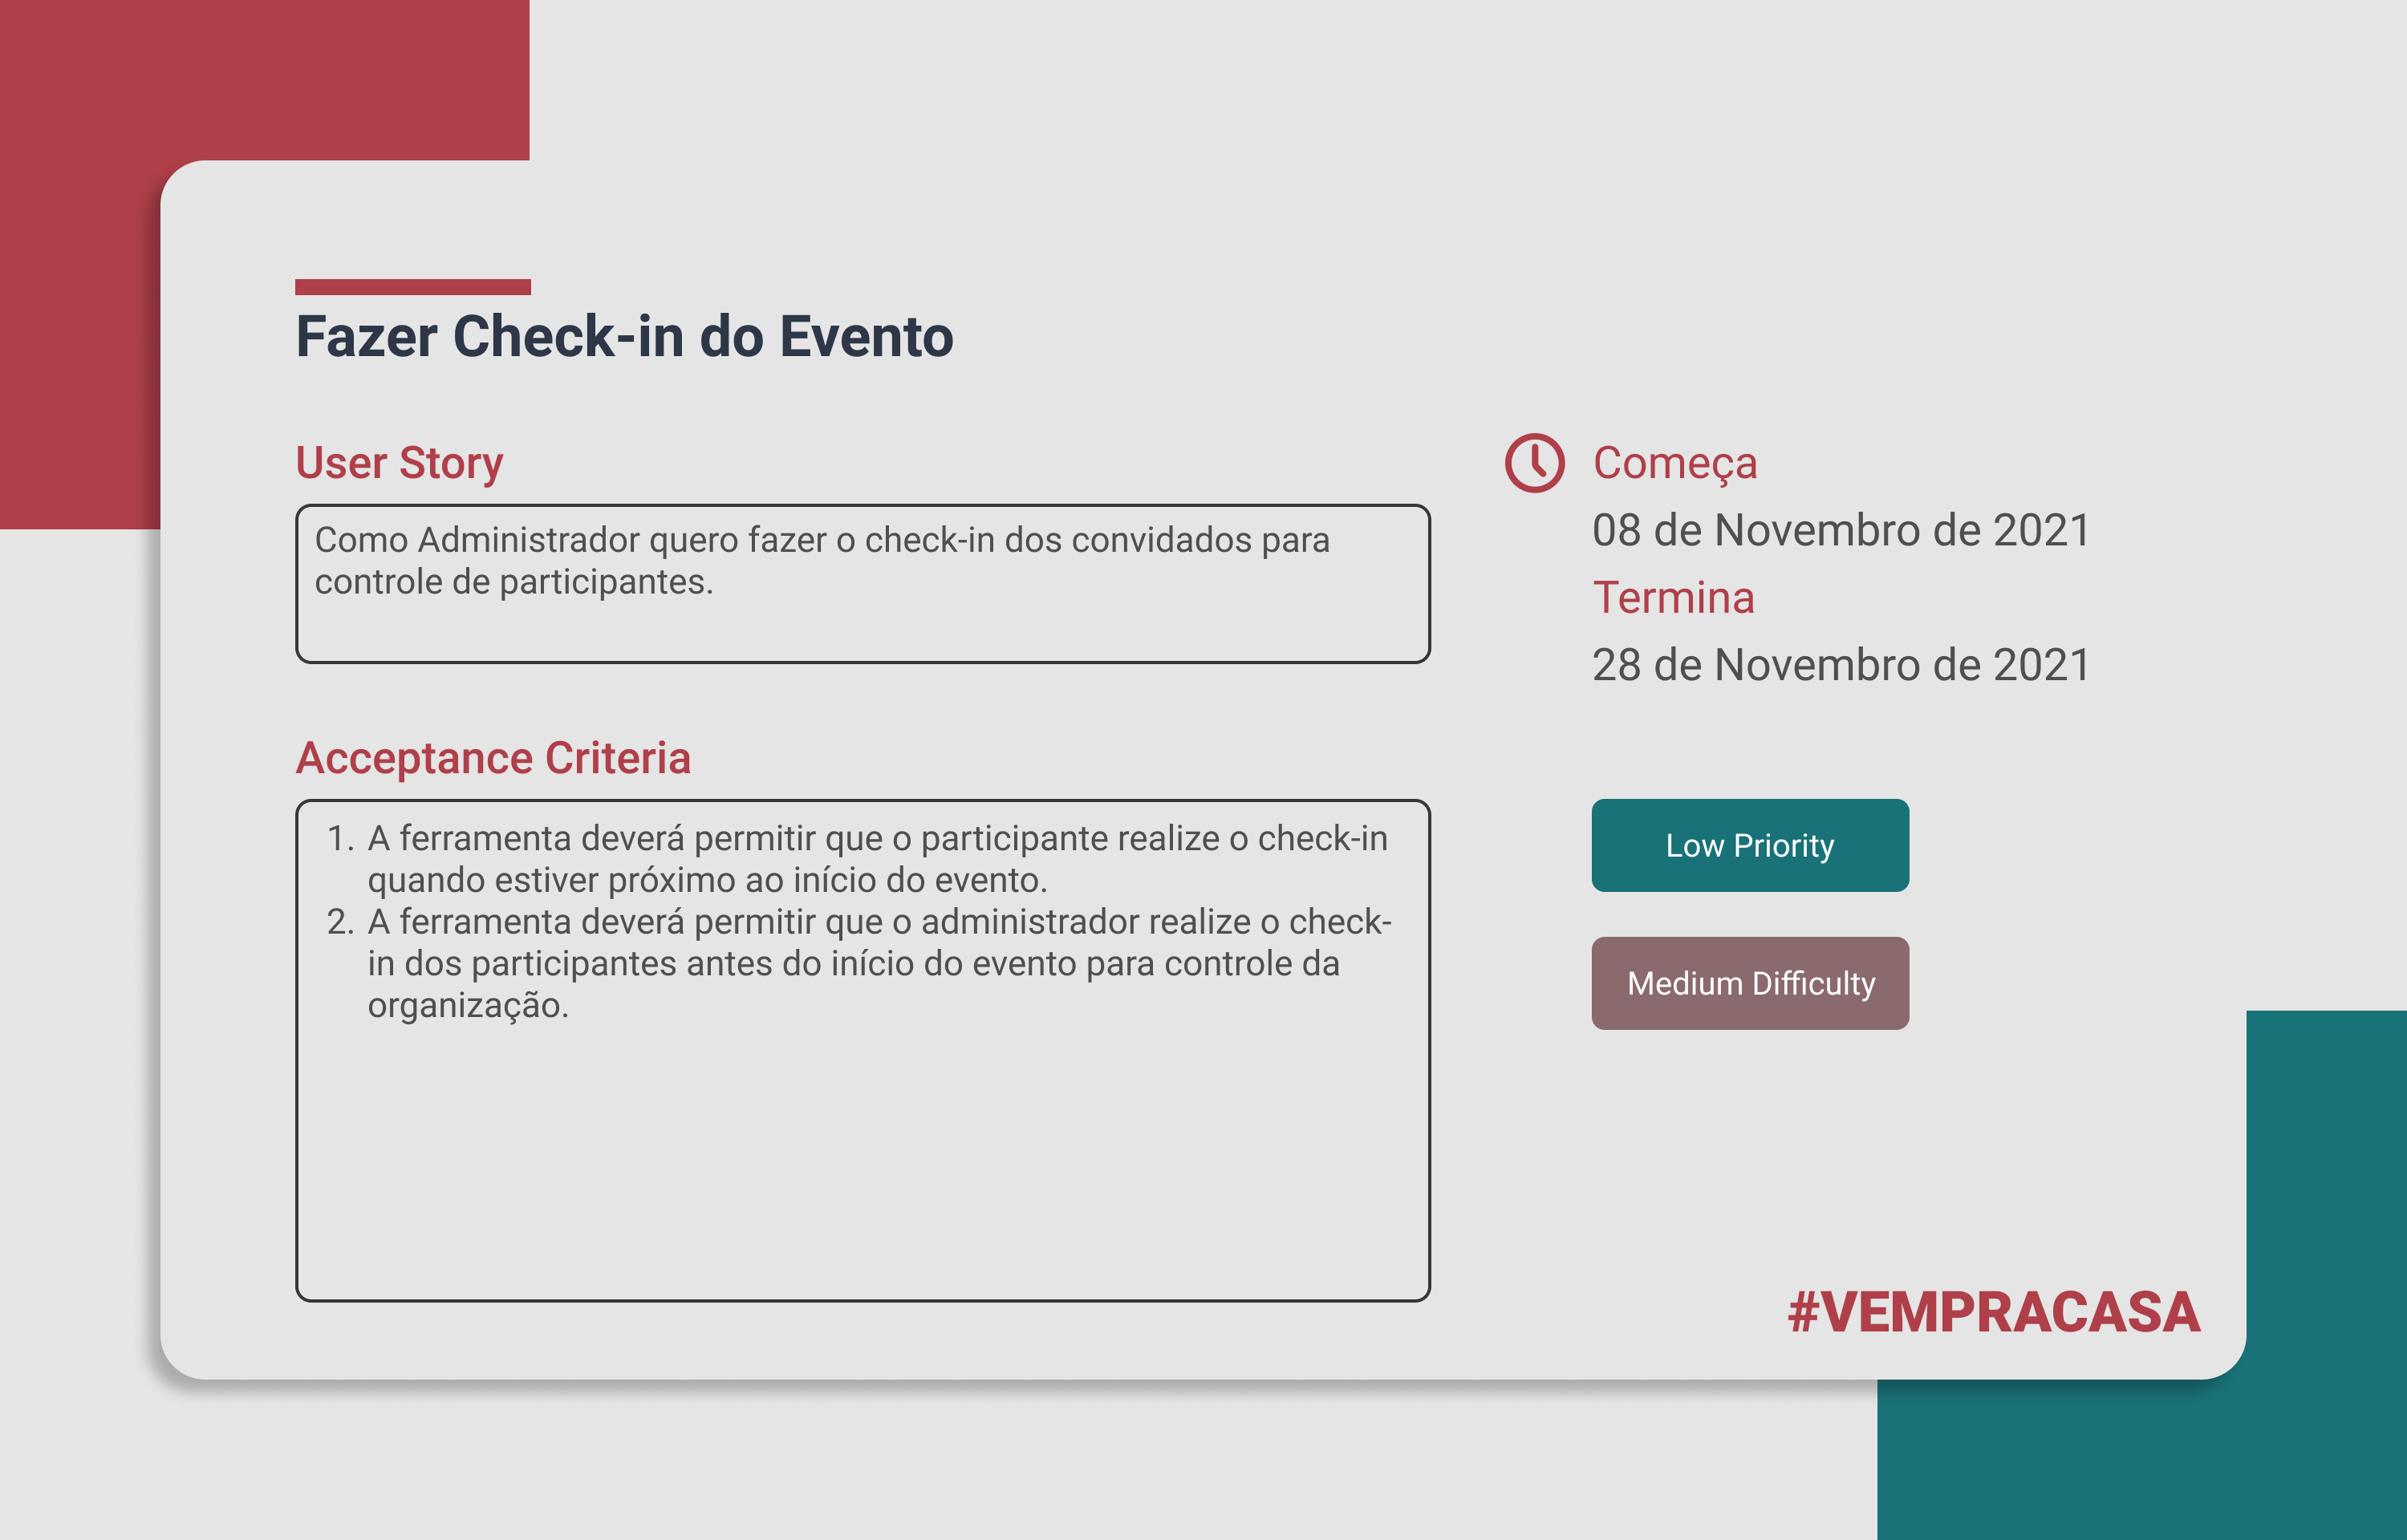 Fazer Check-in do Evento
User Story
Como Administrador quero fazer o check-in dos convidados para
controle de participantes.
Acceptance Criteria
1. A ferramenta deverá permitir que o participante realize o check-in
quando estiver próximo ao início do evento.
2. A ferramenta deverá permitir que o administrador realize o check-
in dos participantes antes do início do evento para controle da
organização.
Começa
08 de Novembro de 2021
Termina
28 de Novembro de 2021
Low Priority
Medium Difficulty
#VEMPRACASA